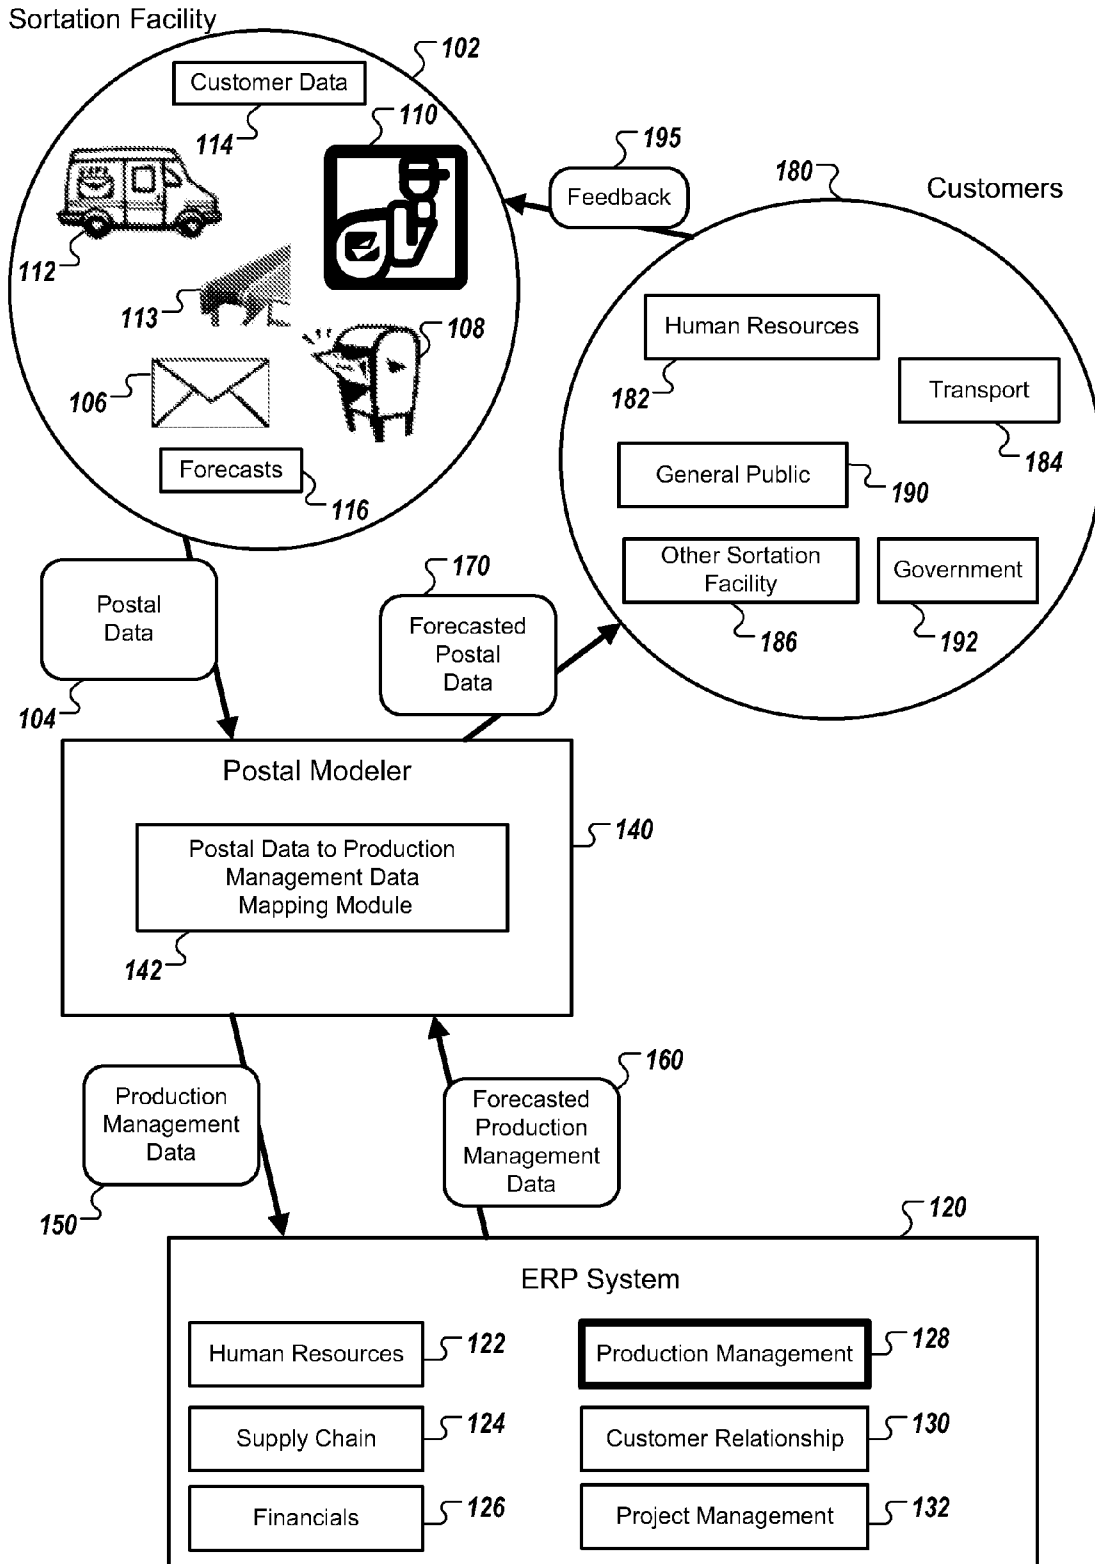 Sortation Facility
102
Customer Data
114
110
112
113
108
106
Forecasts
116
195
Feedback
180
Customers
Human Resources
182
Transport
184
General Public
190
Other Sortation
Facility
186
Government
192
Postal
Data
104
170
Forecasted
Postal
Data
Postal Modeler
140
Postal Data to Production
Management Data
Mapping Module
142
Production
Management
Data
150
160
Forecasted
Production
Management
Data
120
ERP System
Human Resources
122
Production Management
128
Supply Chain
124
Customer Relationship
130
Financials
126
Project Management
132